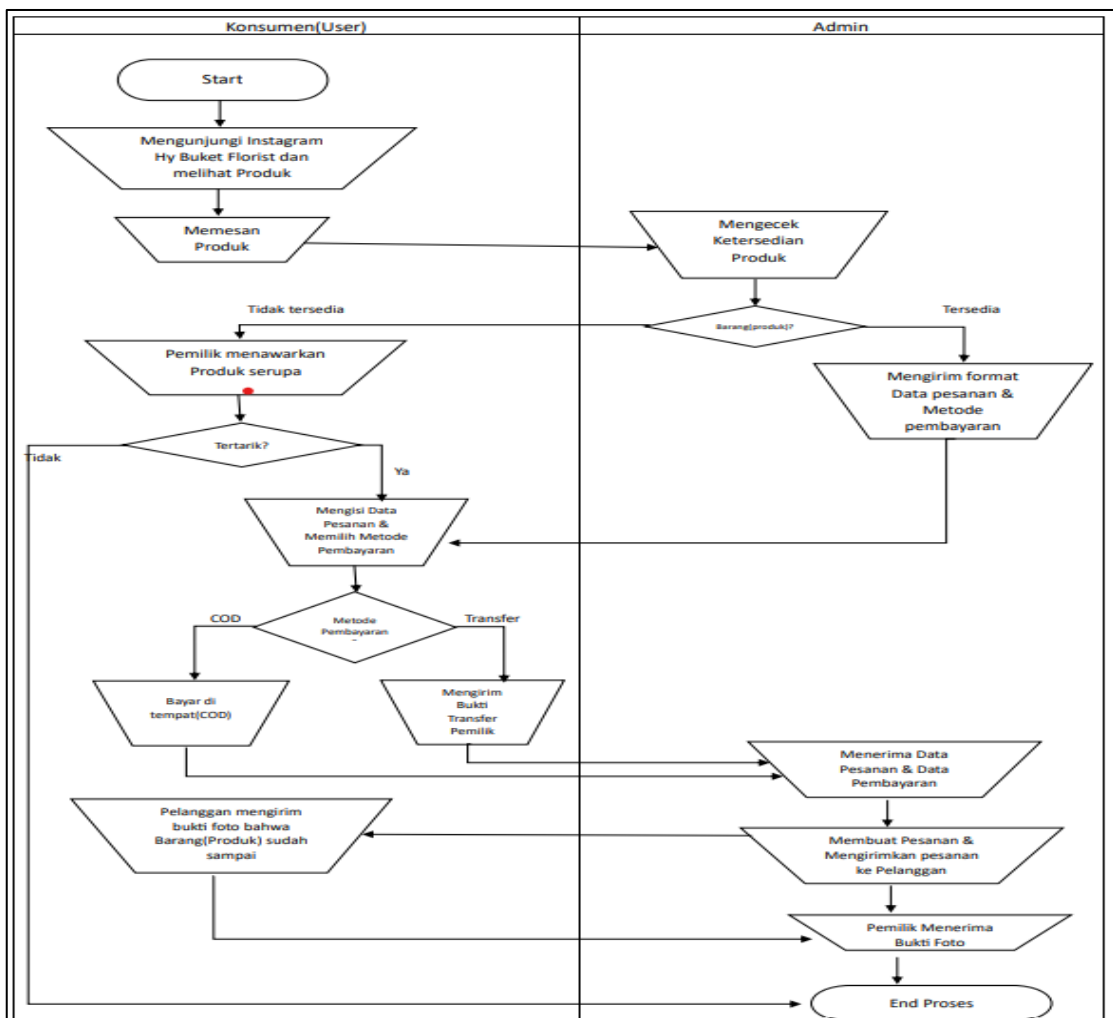 Konsumen(User)
Admin
Start
Mengunjungi Instagram
Hy Buket Florist dan
melihat Produk
Memesan
Produk
Mengecek
Ketersedian
Produk
Tidak tersedia
Barang(produk)?
Tersedia
Pemilik menawarkan
Produk serupa
Mengirim format
Data pesanan &
Metode
pembayaran
Tertarik?
Tidak
Ya
Mengisi Data
Pesanan &
Memilih Metode
Pembayaran
COD
Metode
Pembayaran
Transfer
Bayar di
tempat(COD)
Mengirim
Bukti
Transfer
Pemilik
Menerima Data
Pesanan & Data
Pembayaran
Pelanggan mengirim
bukti foto bahwa
Barang(Produk) sudah
sampai
Membuat Pesanan &
Mengirimkan pesanan
ke Pelanggan
Pemilik Menerima
Bukti Foto
End Proses